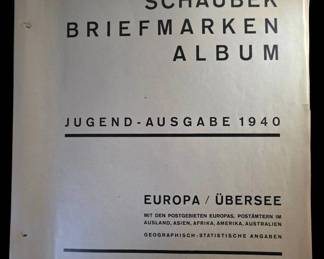 SCHAUBEK
BRIEFMARKEN
ALBUM
JUGEND-AUSGABE 1940
EUROPA / ÜBERSEE
MIT DEN POSTGEBIETEN EUROPAS, POSTÄMTERN IM
AUSLAND, ASIEN, AFRIKA, AMERIKA, AUSTRALIEN
GEOGRAPHISCH-STATISTISCHE ANGABEN